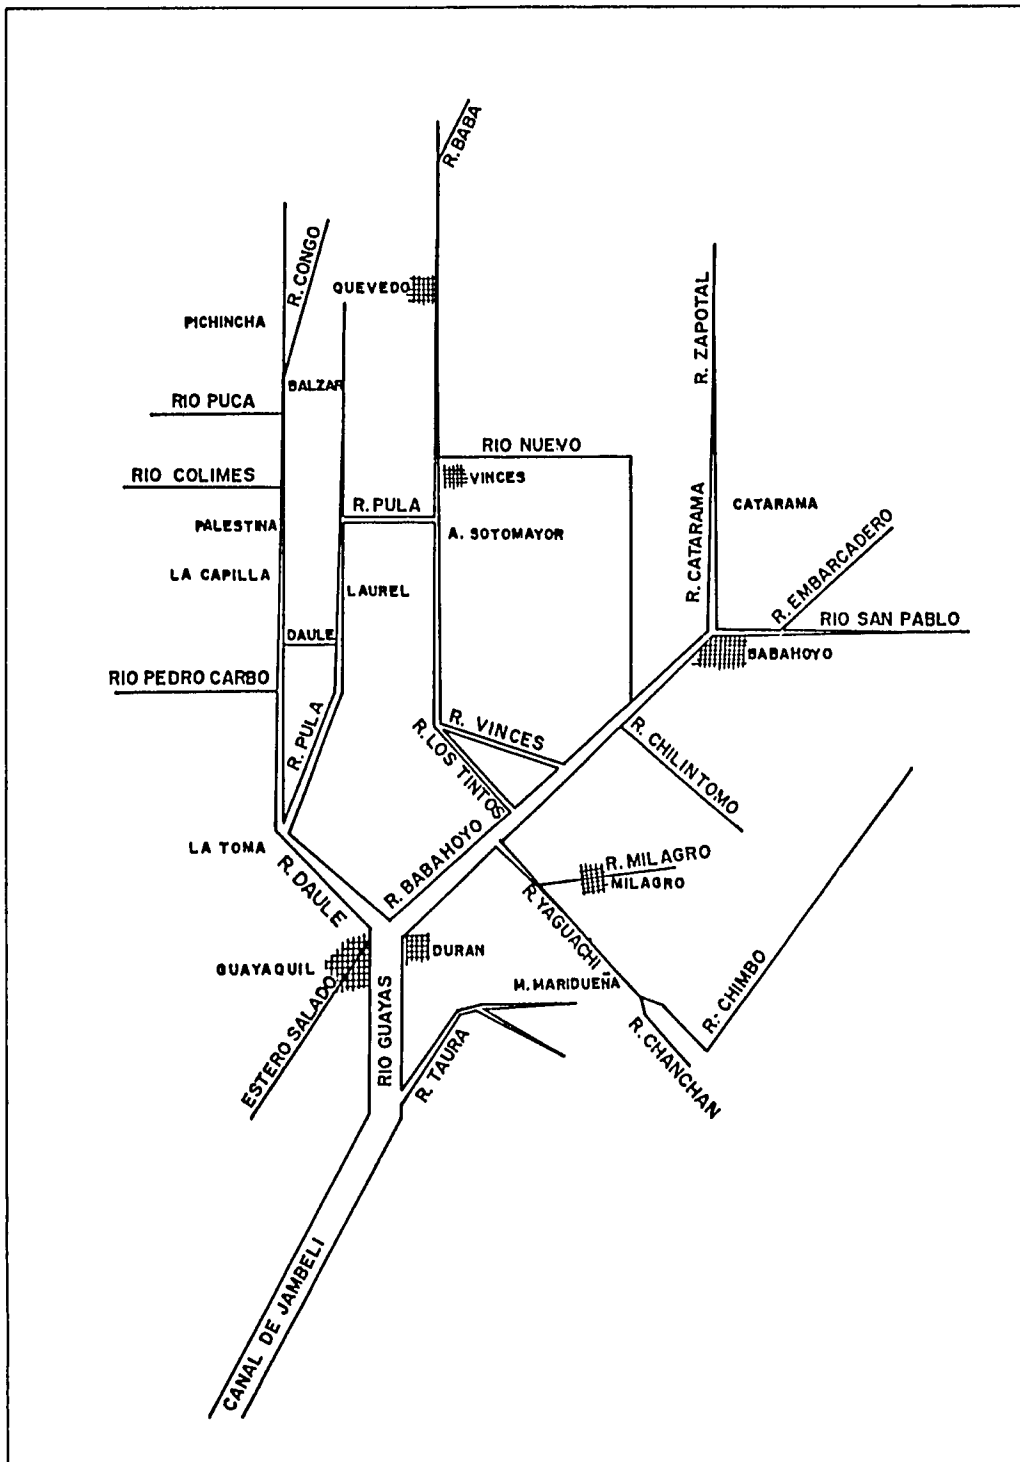 R. BABA
R. CONGO
QUEVEDO
R. ZAPOTAL
PICHINCHA
BALZAR
RIO PUCA
RIO NUEVO
RIO COLIMES
VINCES
R. PULA
R. CATARAMA
CATARAMA
PALESTINA
A. SOTOMAYOR
R. EMBARCADERO
LA CAPILLA
LAUREL
RIO SAN PABLO
DAULE
BABAHOYO
RIO PEDRO CARBO
R. PULA
R. VINCES
R. LOS TINTOS
R. CHILINTOMO
LA TOMA
R. DAULE
R. BABAHOYO
R. MILAGRO
MILAGRO
R. YAGUACHI
DURAN
GUAYAQUIL
M. MARIDUEÑA
R. CHIMBO
ESTERO SALADO
RIO GUAYAS
R. TAURA
R. CHANCHAN
CANAL DE JAMBELI